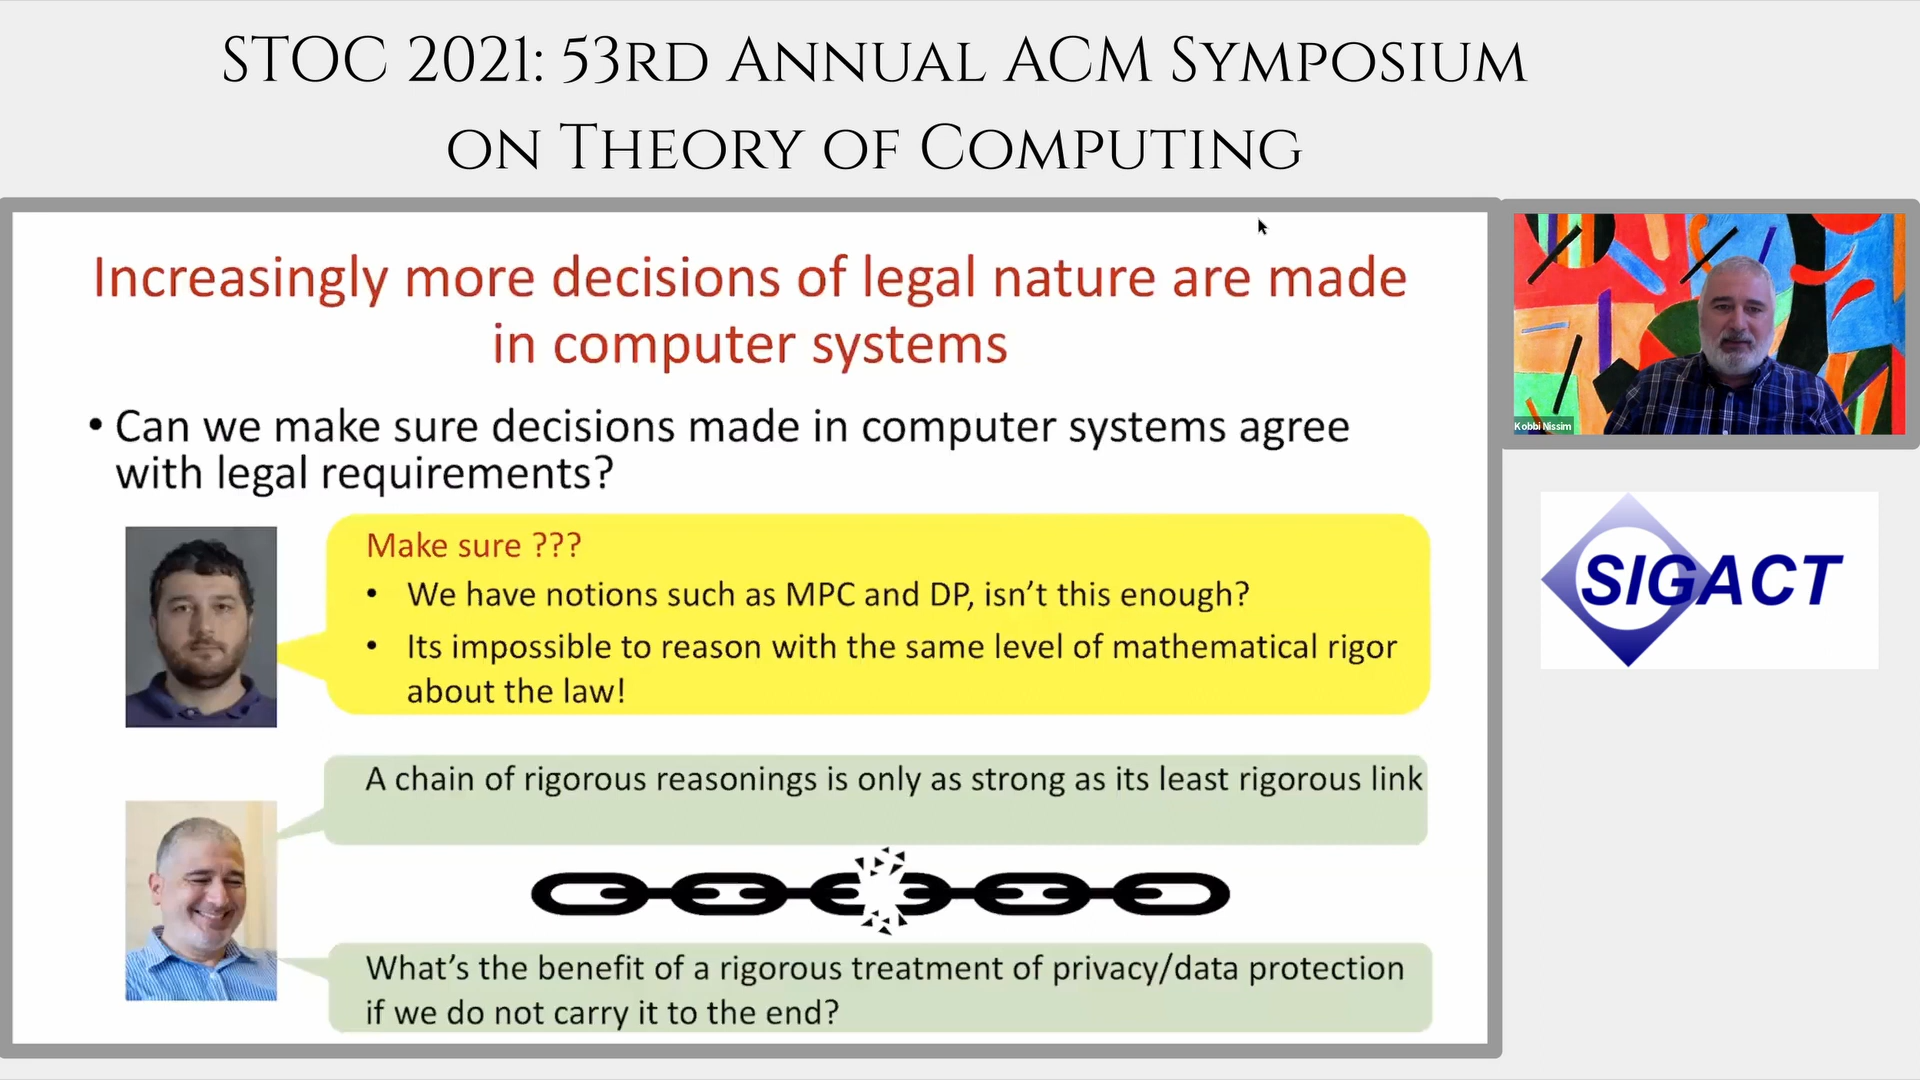 STOC 2021: 53rd Annual ACM Symposium
on Theory of Computing
Increasingly more decisions of legal nature are made
in computer systems
• Can we make sure decisions made in computer systems agree
with legal requirements?
Make sure ???
• We have notions such as MPC and DP, isn't this enough?
• Its impossible to reason with the same level of mathematical rigor
about the law!
A chain of rigorous reasonings is only as strong as its least rigorous link
What's the benefit of a rigorous treatment of privacy/data protection
if we do not carry it to the end?
Kobbi Nissim
SIGACT